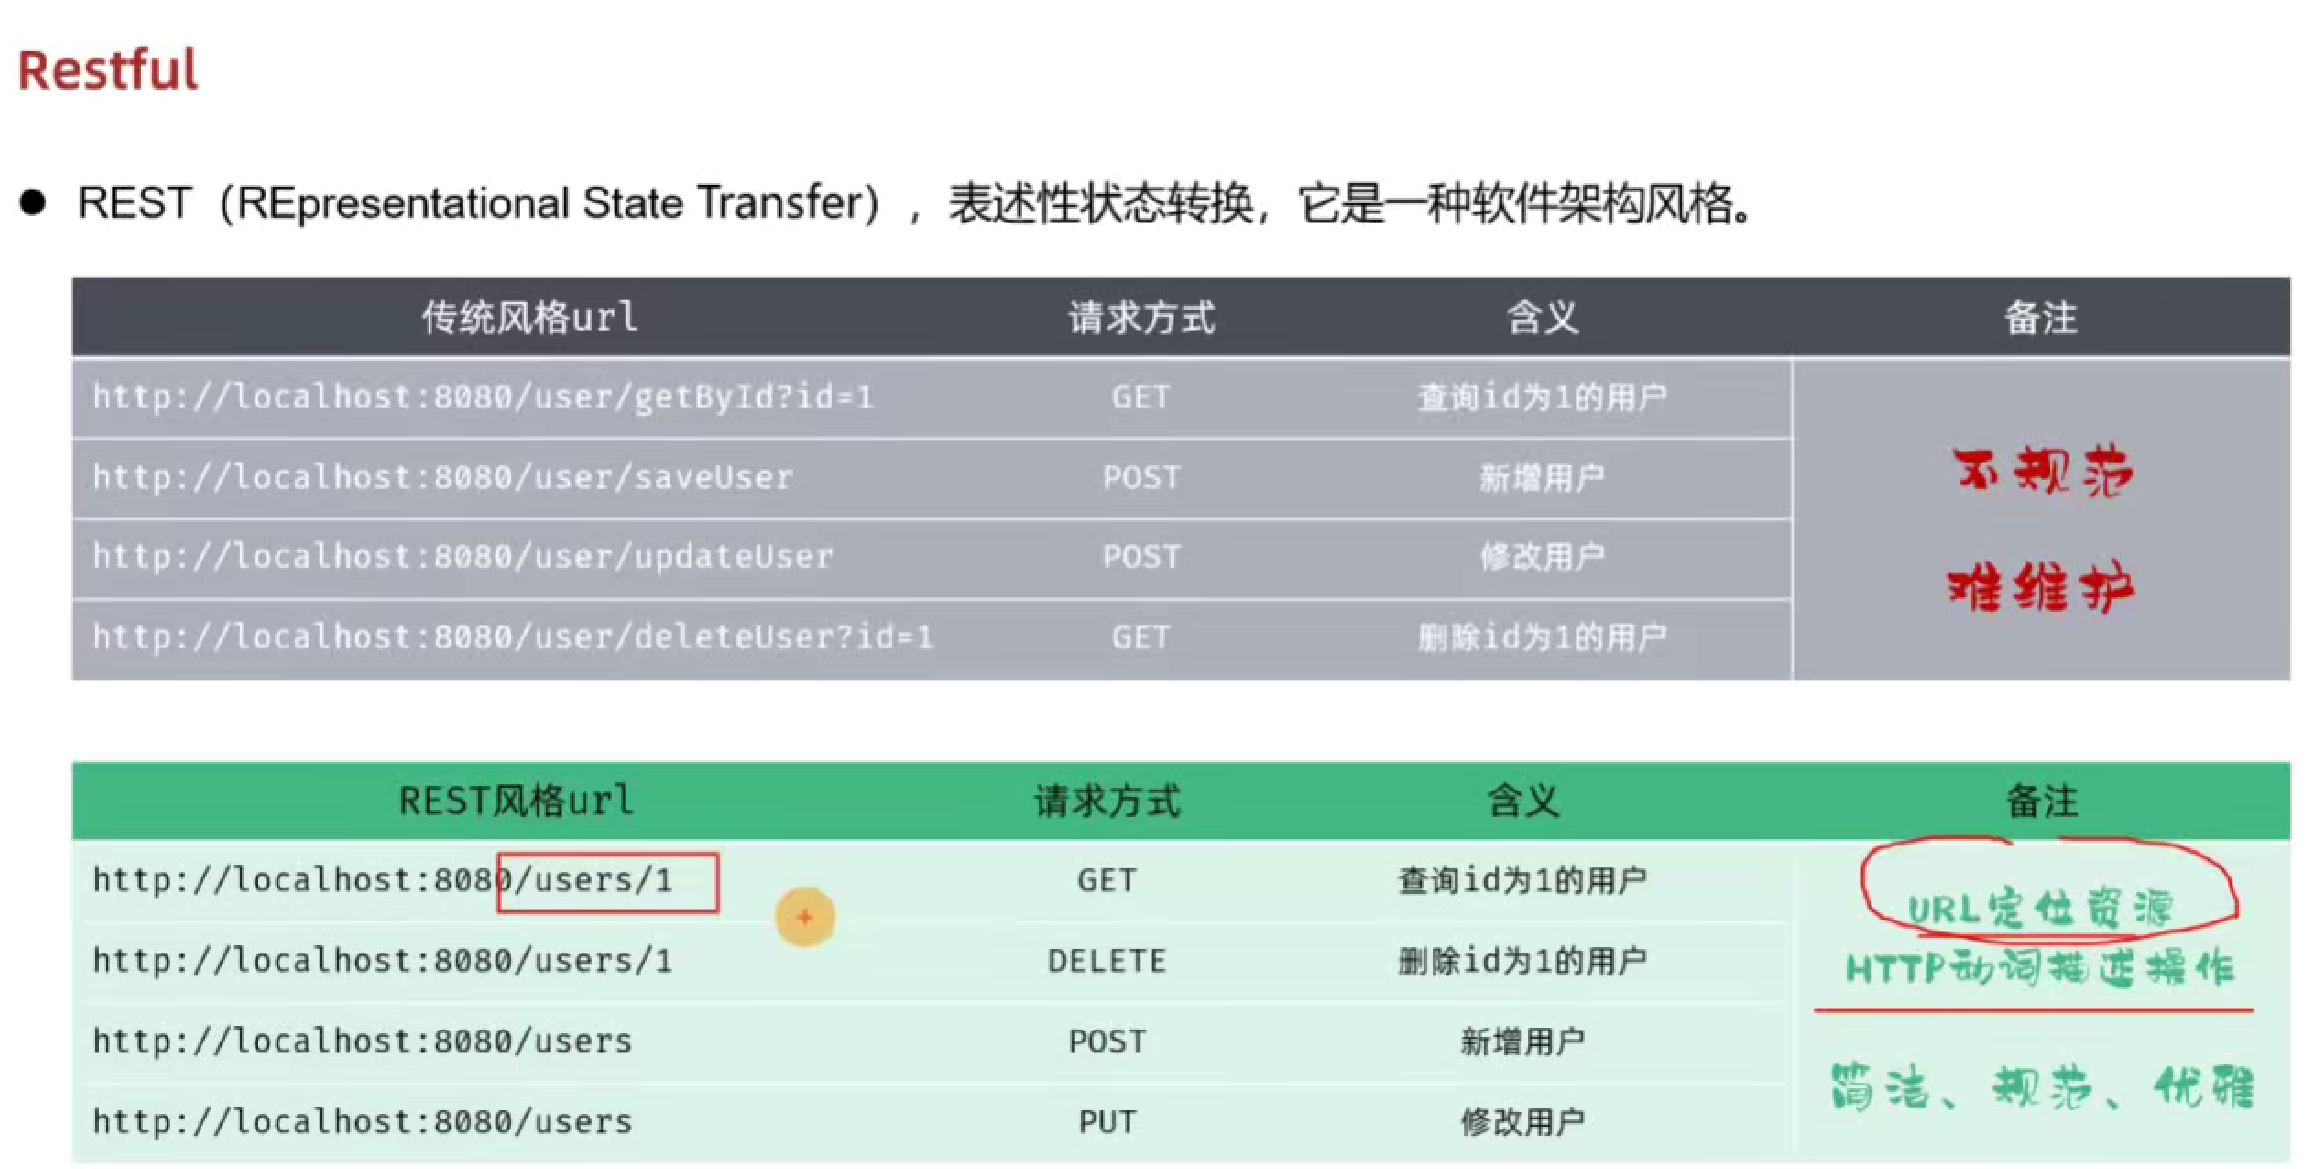 Restful
● REST（REpresentational State Transfer），表述性状态转换，它是一种软件架构风格。
传统风格url 请求方式 含义 备注
http://localhost:8080/user/getById?id=1 GET 查询id为1的用户
http://localhost:8080/user/saveUser POST 新增用户
不规范
http://localhost:8080/user/updateUser POST 修改用户
难维护
http://localhost:8080/user/deleteUser?id=1 GET 删除id为1的用户
REST风格url 请求方式 含义 备注
http://localhost:8080/users/1 GET 查询id为1的用户
URL定位资源
http://localhost:8080/users/1 DELETE 删除id为1的用户
HTTP动词描述操作
http://localhost:8080/users POST 新增用户
简洁、规范、优雅
http://localhost:8080/users PUT 修改用户